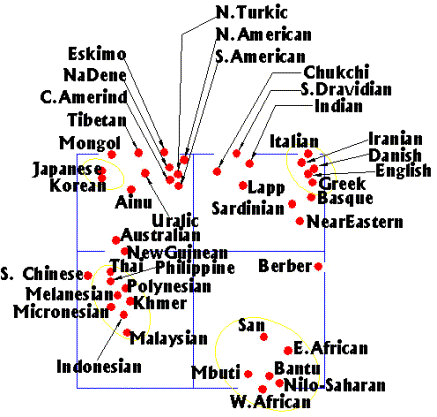 N.Turkic
N.American
S.American
Eskimo
NaDene
C.Amerind
Tibetan
Mongol
Chukchi
S.Dravidian
Indian
Italian
Iranian
Danish
English
Japanese
Korean
Ainu
Uralic
Lapp
Sardinian
Greek
Basque
NearEastern
Australian
NewGuinean
Thai
Philippine
S. Chinese
Melanesian
Polynesian
Micronesian
Khmer
Malaysian
Indonesian
Berber
San
E.African
Mbuti
Bantu
Nilo-Saharan
W.African